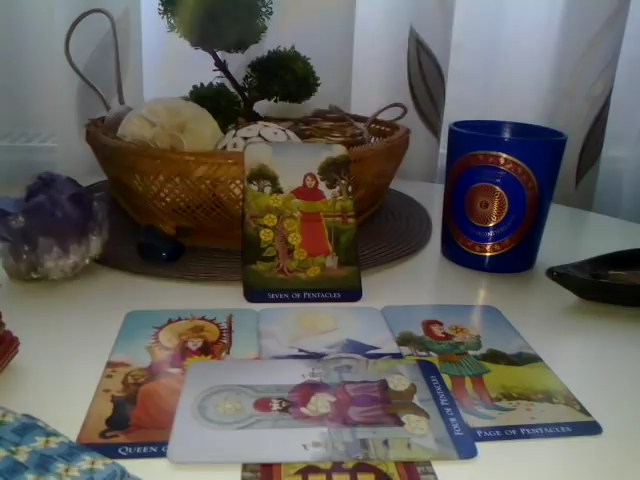 SEVEN OF PENTACLES
QUEEN O
PAGE OF PENTACLES
FOUR OF PENTACLES